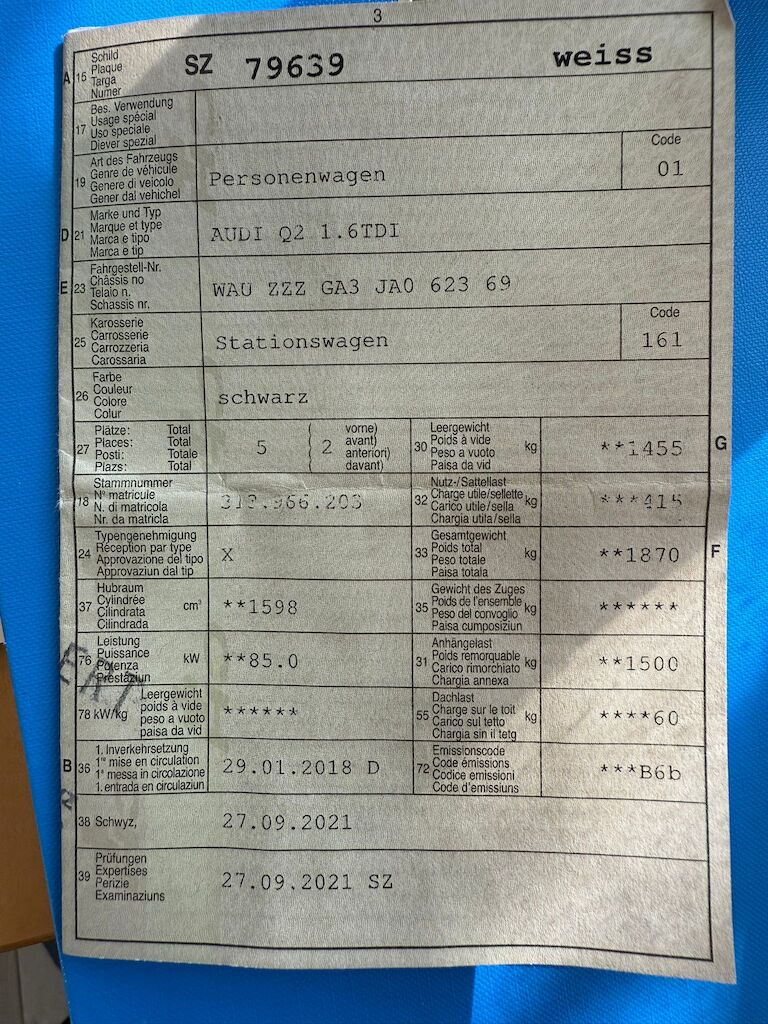 3
A 16 Schild
Plaque
Targa
Numer
SZ 79639 weiss
17 Bes. Verwendung
Usage spécial
Uso speciale
Diever spezial
19 Art des Fahrzeugs
Genre de véhicule
Genere di veicolo
Gener dal vehichel
Personenwagen
Code
01
D 21 Marke und Typ
Marque et type
Marca e tipo
Marca e tip
AUDI Q2 1.6TDI
E 23 Fahrgestell-Nr.
Châssis no
Telaio n.
Schassis nr.
WAU ZZZ GA3 JA0 623 69
25 Karosserie
Carrosserie
Carrozzeria
Carossaria
Stationswagen
Code
161
26 Farbe
Couleur
Colore
Colur
schwarz
27 Plätze: Total
Places: Total
Posti: Totale
Plazs: Total
5 ( 2 vorne)
avant)
( anteriori)
davant)
30 Leergewicht
Poids à vide
Peso a vuoto
Paisa da vid
kg
**1455
G
18 Stammnummer
N° matricule
N. di matricola
Nr. da matricla
313.966.203
32 Nutz-/Sattellast
Charge utile/sellette
Carico utile/sella
Chargia utila/sella
kg
***415
24 Typengenehmigung
Réception par type
Approvazione del tipo
Approvaziun dal tip
X
33 Gesamtgewicht
Poids total
Peso totale
Paisa totala
kg
**1870
F
37 Hubraum
Cylindrée
Cilindrata
Cilindrada
cm³
**1598
35 Gewicht des Zuges
Poids de l'ensemble
Peso del convoglio
Paisa cumposiziun
kg
******
76 Leistung
Puissance
Potenza
Prestaziun
kW
**85.0
31 Anhängelast
Poids remorquable
Carico rimorchiato
Chargia annexa
kg
**1500
78 kW/kg Leergewicht
poids à vide
peso a vuoto
paisa da vid
******
55 Dachlast
Charge sur le toit
Carico sul tetto
Chargia sin il tetg
kg
****60
B 36 1. Inverkehrsetzung
1re mise en circulation
1a messa in circolazione
1. entrada en circulaziun
29.01.2018 D
72 Emissionscode
Code émissions
Codice emissioni
Code d'emissiuns
***B6b
38 Schwyz,
27.09.2021
39 Prüfungen
Expertises
Perizie
Examinaziuns
27.09.2021 SZ